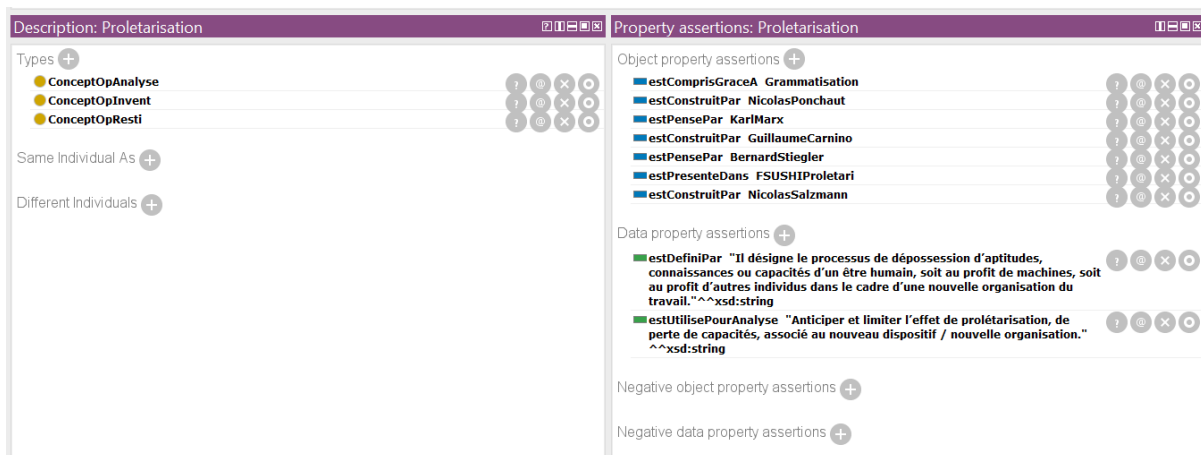 Description: Proletarisation
Types
ConceptOpAnalyse
ConceptOpInvent
ConceptOpResti
Same Individual As
Different Individuals
Property assertions: Proletarisation
Object property assertions
estComprisGraceA Grammatisation
estConstruitPar NicolasPonchaut
estPensePar KarlMarx
estConstruitPar GuillaumeCarnino
estPensePar BernardStiegler
estPresenteDans FSUSHIProletari
estConstruitPar NicolasSalzmann
Data property assertions
estDefiniPar "Il désigne le processus de dépossession d’aptitudes,
connaissances ou capacités d’un être humain, soit au profit de machines, soit
au profit d’autres individus dans le cadre d’une nouvelle organisation du
travail."^^xsd:string
estUtilisePourAnalyse "Anticiper et limiter l’effet de prolétarisation, de
perte de capacités, associé au nouveau dispositif / nouvelle organisation."
^^xsd:string
Negative object property assertions
Negative data property assertions